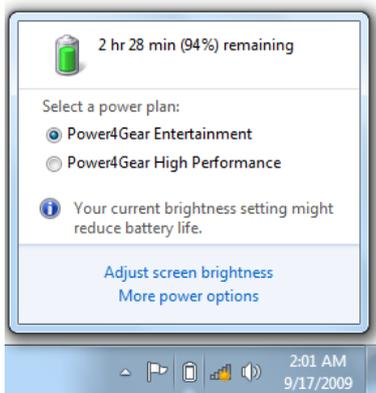 2 hr 28 min (94%) remaining
Select a power plan:
Power4Gear Entertainment
Power4Gear High Performance
Your current brightness setting might
reduce battery life.
Adjust screen brightness
More power options
2:01 AM
9/17/2009